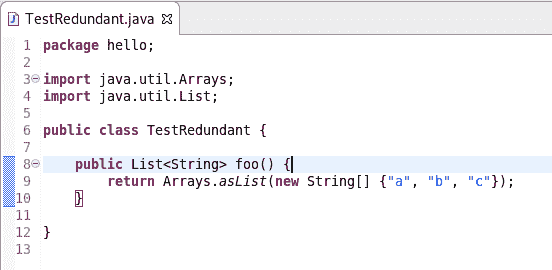 TestRedundant.java
1 package hello;
2
3 import java.util.Arrays;
4 import java.util.List;
5
6 public class TestRedundant {
7
8     public List<String> foo() {
9         return Arrays.asList(new String[] {"a", "b", "c"});
10     }
11
12 }
13